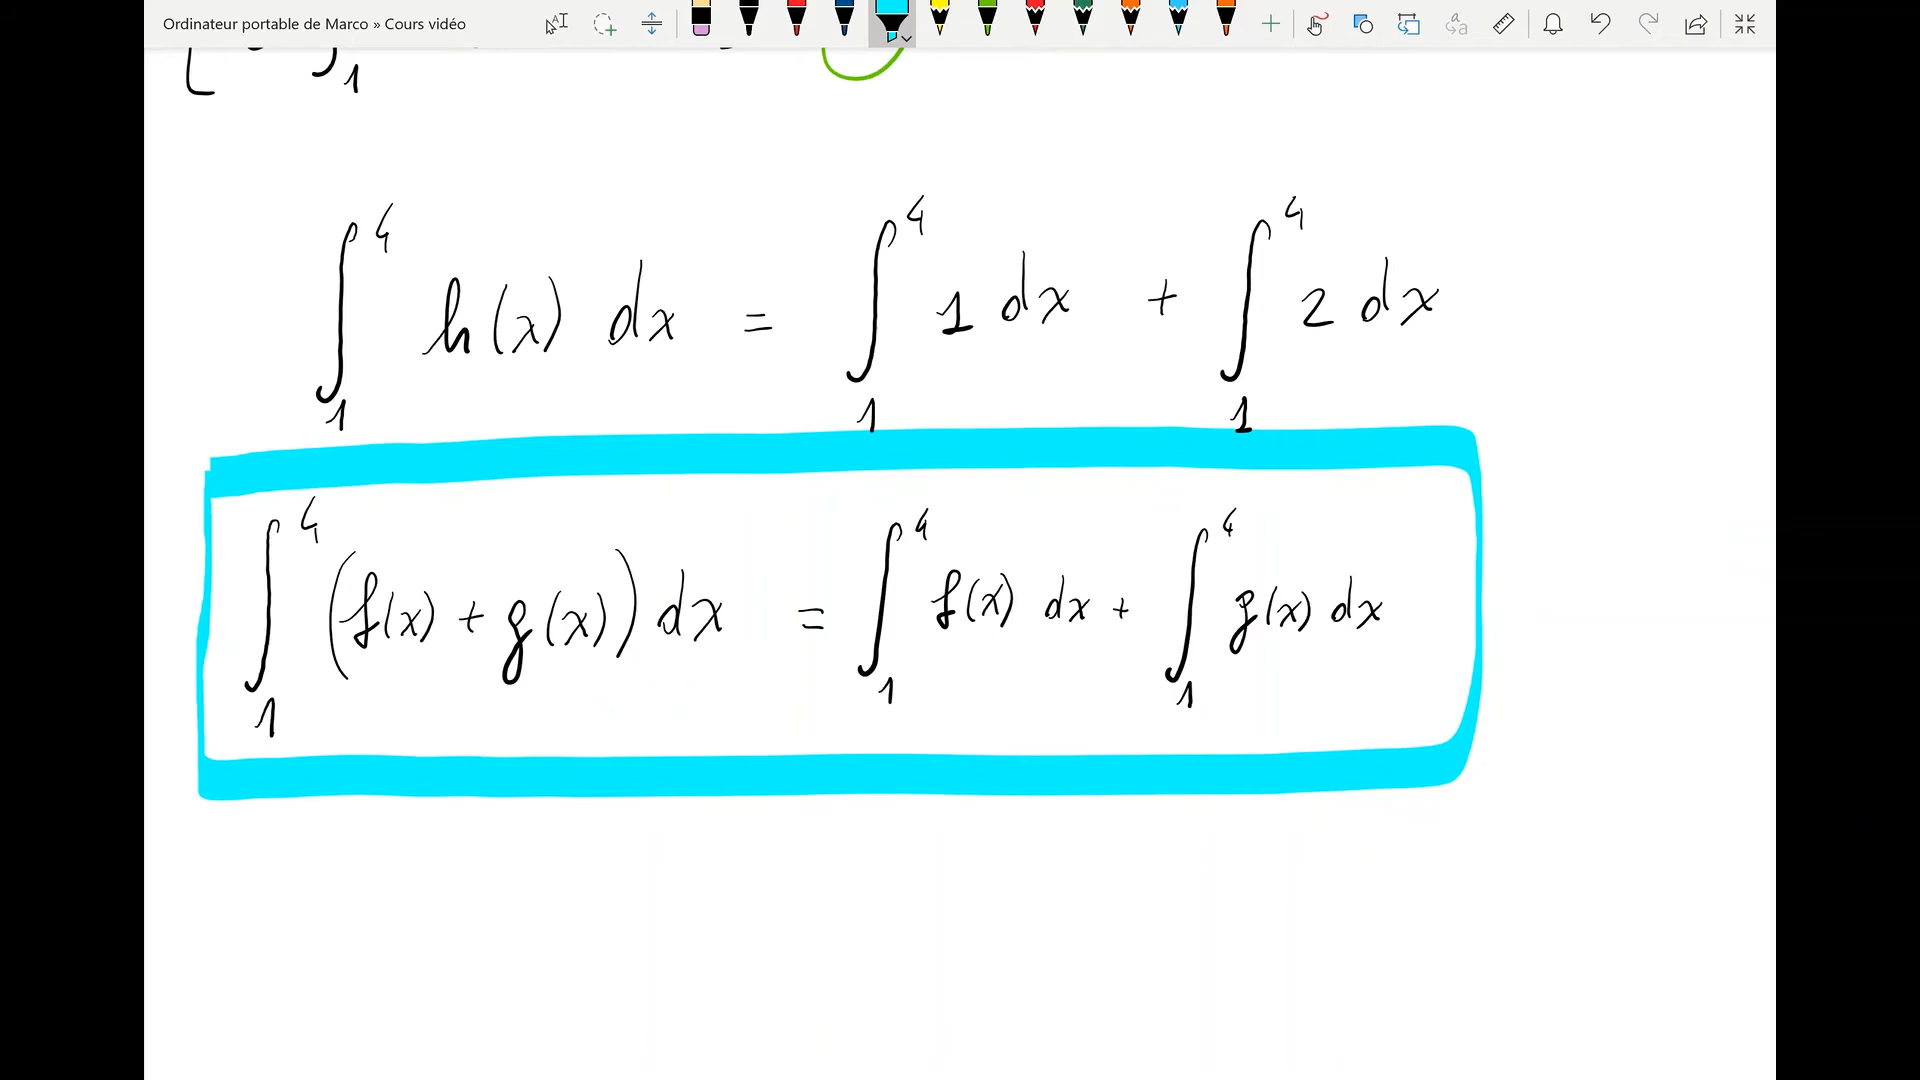 Ordinateur portable de Marco » Cours vidéo
1
∫₁⁴ h(x) dx = ∫₁⁴ 1 dx + ∫₁⁴ 2 dx
∫₁⁴ (f(x) + g(x)) dx = ∫₁⁴ f(x) dx + ∫₁⁴ g(x) dx